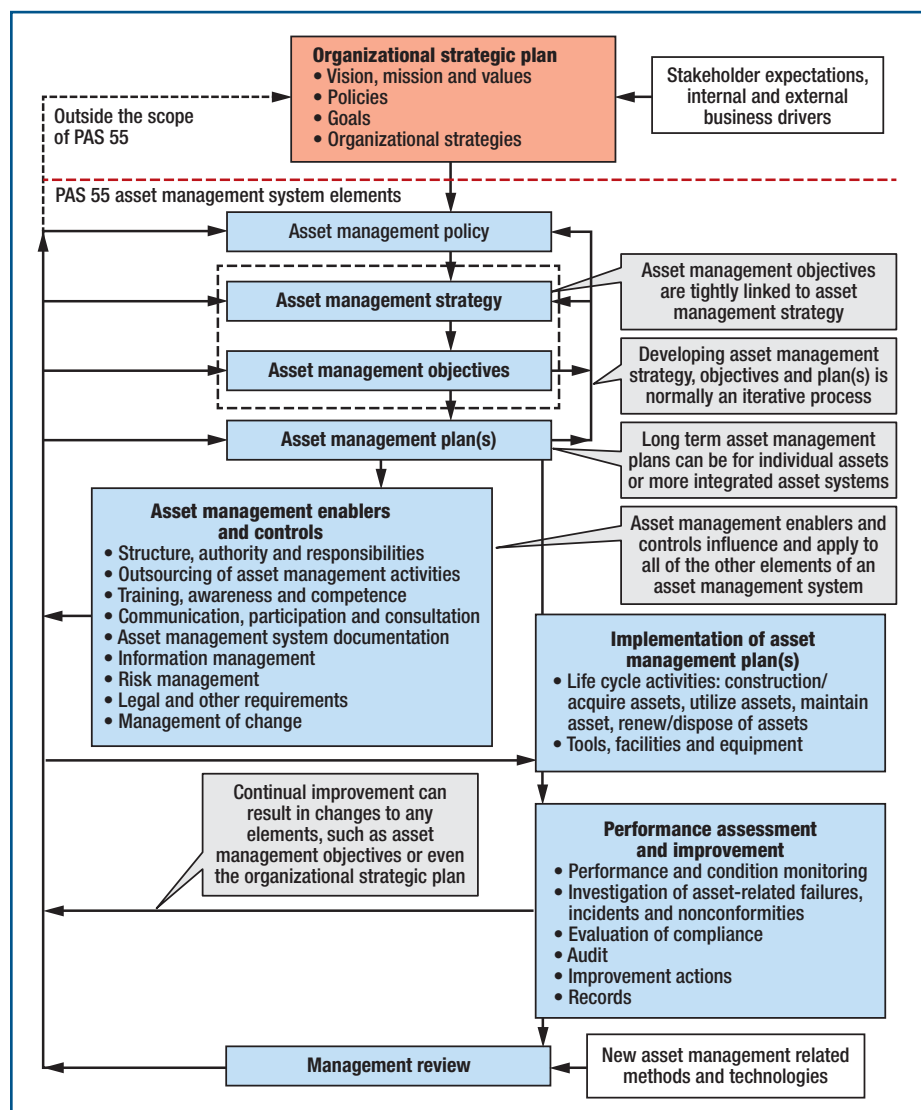 Organizational strategic plan
• Vision, mission and values
• Policies
• Goals
• Organizational strategies
Stakeholder expectations,
internal and external
business drivers
Outside the scope
of PAS 55
PAS 55 asset management system elements
Asset management policy
Asset management strategy
Asset management objectives
are tightly linked to asset
management strategy
Asset management objectives
Developing asset management
strategy, objectives and plan(s) is
normally an iterative process
Asset management plan(s)
Long term asset management
plans can be for individual assets
or more integrated asset systems
Asset management enablers
and controls
• Structure, authority and responsibilities
• Outsourcing of asset management activities
• Training, awareness and competence
• Communication, participation and consultation
• Asset management system documentation
• Information management
• Risk management
• Legal and other requirements
• Management of change
Asset management enablers and
controls influence and apply to
all of the other elements of an
asset management system
Implementation of asset
management plan(s)
• Life cycle activities: construction/
acquire assets, utilize assets, maintain
asset, renew/dispose of assets
• Tools, facilities and equipment
Continual improvement can
result in changes to any
elements, such as asset
management objectives or even
the organizational strategic plan
Performance assessment
and improvement
• Performance and condition monitoring
• Investigation of asset-related failures,
incidents and nonconformities
• Evaluation of compliance
• Audit
• Improvement actions
• Records
Management review
New asset management related
methods and technologies